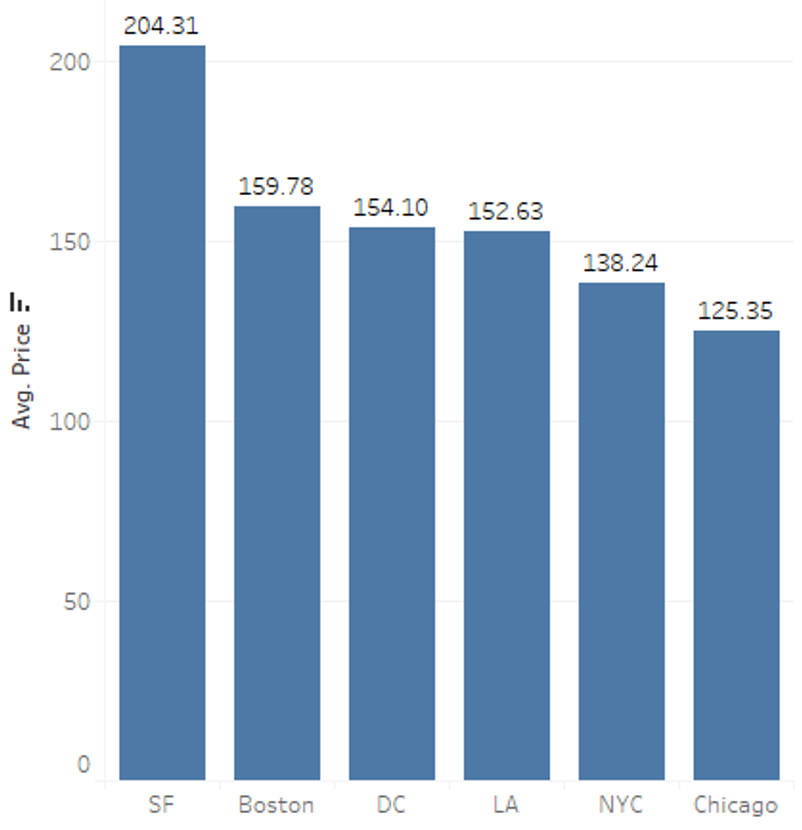 204.31
159.78
154.10
152.63
138.24
125.35
200
150
100
50
0
Avg. Price
SF
Boston
DC
LA
NYC
Chicago